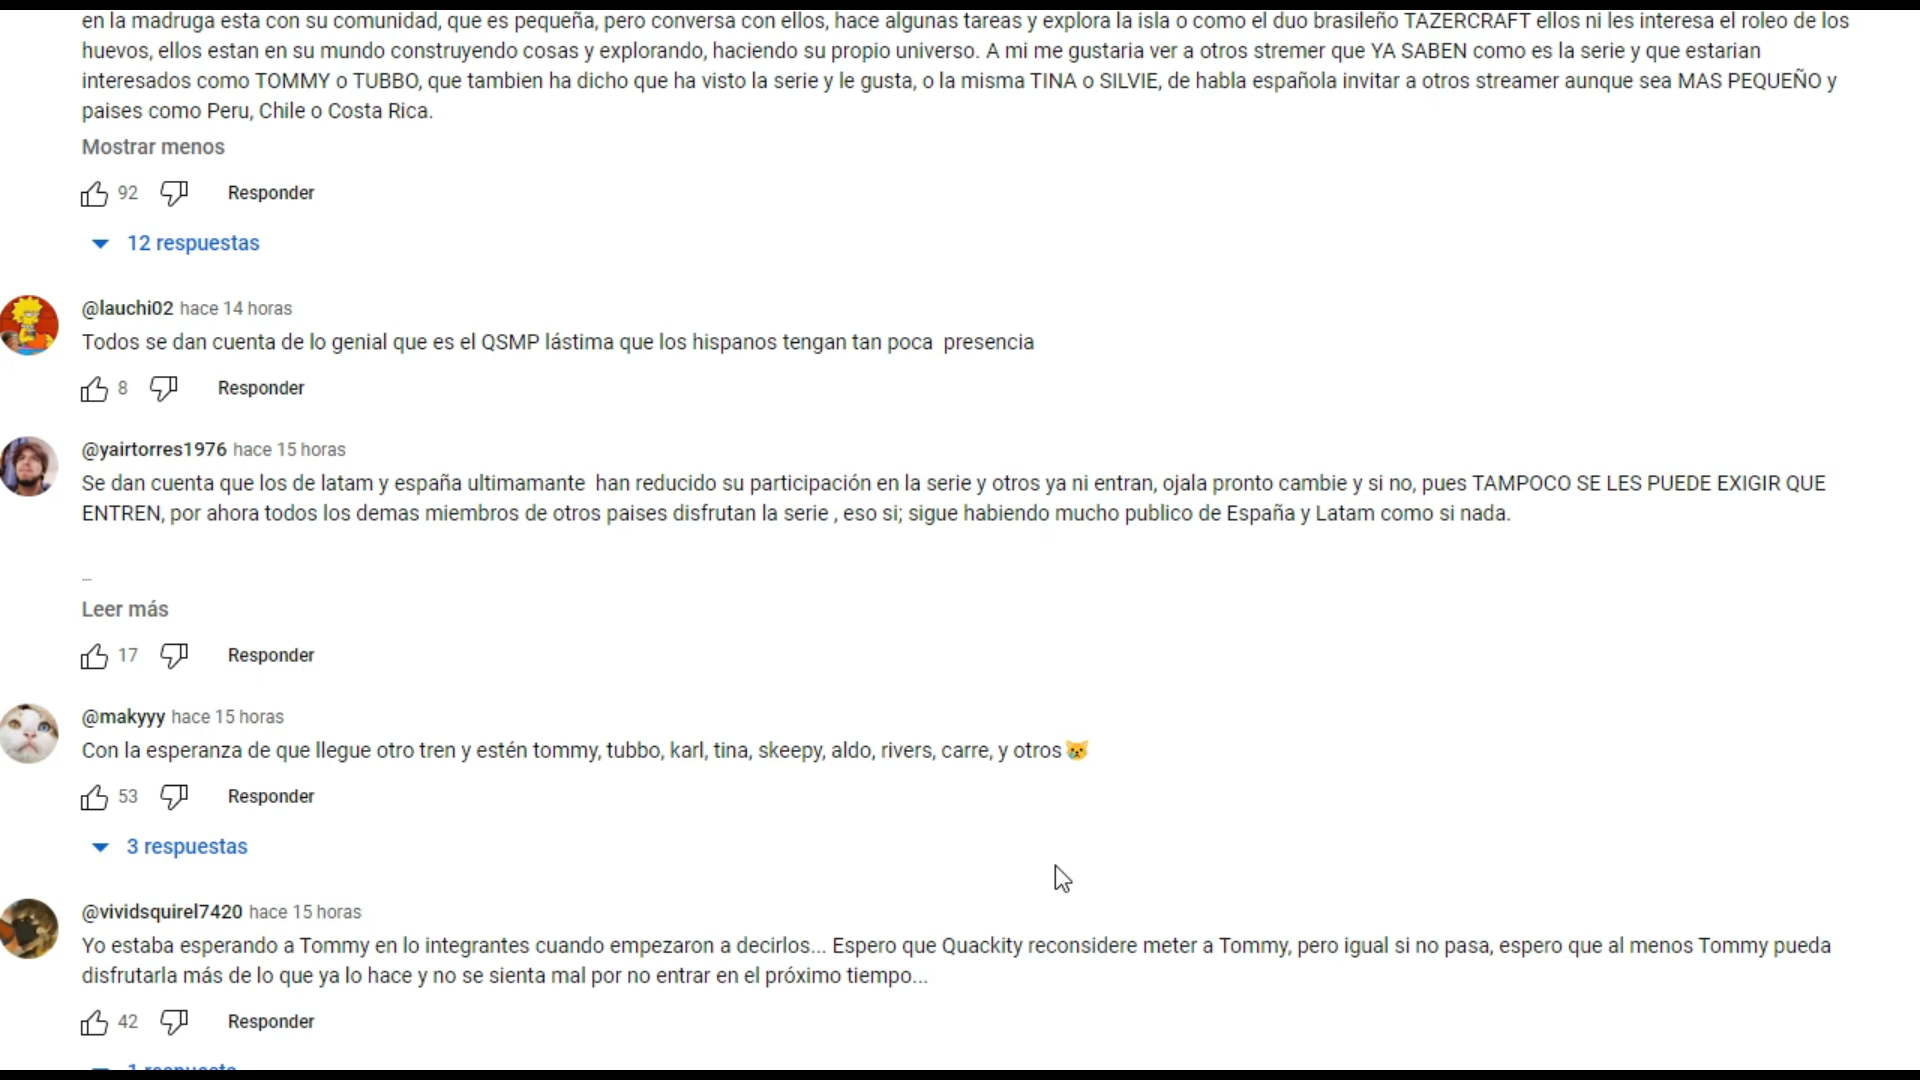 en la madruga esta con su comunidad, que es pequeña, pero conversa con ellos, hace algunas tareas y explora la isla o como el duo brasileño TAZERCRAFT ellos ni les interesa el roleo de los
huevos, ellos estan en su mundo construyendo cosas y explorando, haciendo su propio universo. A mi me gustaria ver a otros stremer que YA SABEN como es la serie y que estarian
interesados como TOMMY o TUBBO, que tambien ha dicho que ha visto la serie y le gusta, o la misma TINA o SILVIE, de habla española invitar a otros streamer aunque sea MAS PEQUEÑO y
paises como Peru, Chile o Costa Rica.
Mostrar menos
92 Responder
12 respuestas
@lauchi02 hace 14 horas
Todos se dan cuenta de lo genial que es el QSMP lástima que los hispanos tengan tan poca  presencia
8 Responder
@yairtorres1976 hace 15 horas
Se dan cuenta que los de latam y españa ultimamante  han reducido su participación en la serie y otros ya ni entran, ojala pronto cambie y si no, pues TAMPOCO SE LES PUEDE EXIGIR QUE
ENTREN, por ahora todos los demas miembros de otros paises disfrutan la serie , eso si; sigue habiendo mucho publico de España y Latam como si nada.
...
Leer más
17 Responder
@makyyy hace 15 horas
Con la esperanza de que llegue otro tren y estén tommy, tubbo, karl, tina, skeepy, aldo, rivers, carre, y otros 😿
53 Responder
3 respuestas
@vividsquirel7420 hace 15 horas
Yo estaba esperando a Tommy en lo integrantes cuando empezaron a decirlos... Espero que Quackity reconsidere meter a Tommy, pero igual si no pasa, espero que al menos Tommy pueda
disfrutarla más de lo que ya lo hace y no se sienta mal por no entrar en el próximo tiempo...
42 Responder
1 respuesta